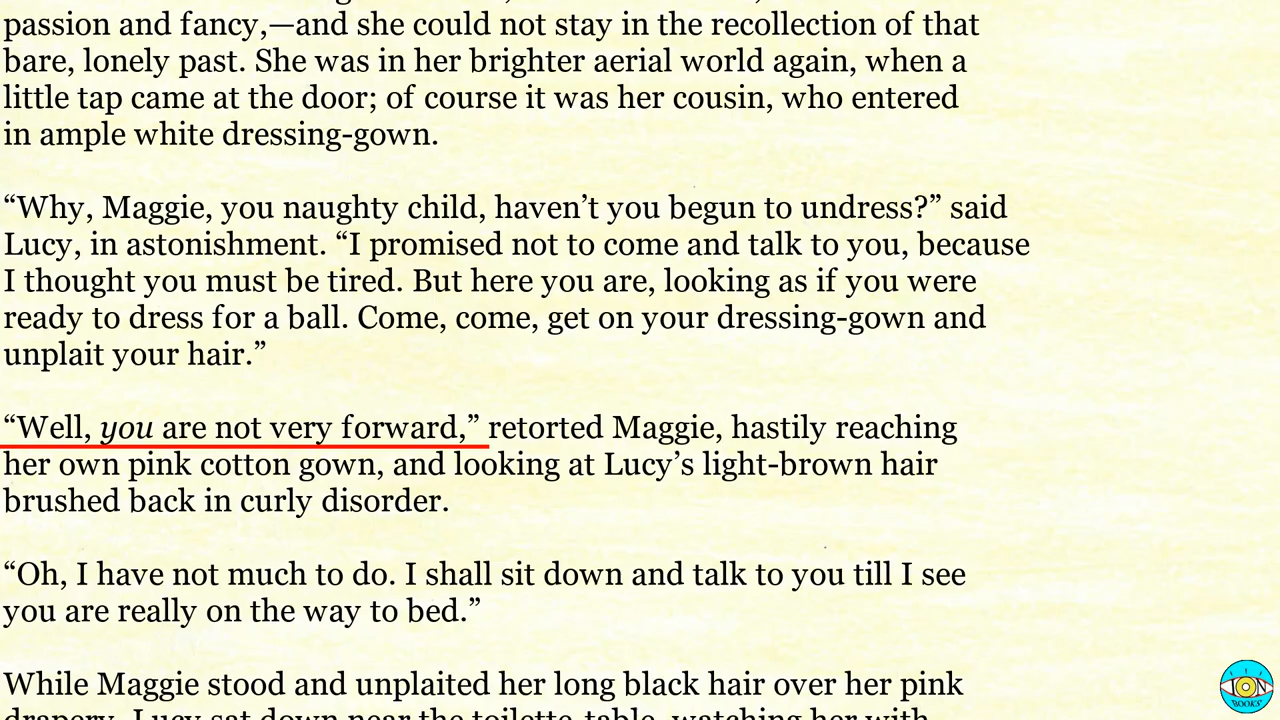 passion and fancy,—and she could not stay in the recollection of that
bare, lonely past. She was in her brighter aerial world again, when a
little tap came at the door; of course it was her cousin, who entered
in ample white dressing-gown.
“Why, Maggie, you naughty child, haven’t you begun to undress?” said
Lucy, in astonishment. “I promised not to come and talk to you, because
I thought you must be tired. But here you are, looking as if you were
ready to dress for a ball. Come, come, get on your dressing-gown and
unplait your hair.”
“Well, you are not very forward,” retorted Maggie, hastily reaching
her own pink cotton gown, and looking at Lucy’s light-brown hair
brushed back in curly disorder.
“Oh, I have not much to do. I shall sit down and talk to you till I see
you are really on the way to bed.”
While Maggie stood and unplaited her long black hair over her pink
drapery, Lucy sat down near the toilette-table, watching her with
ION
BOOKS